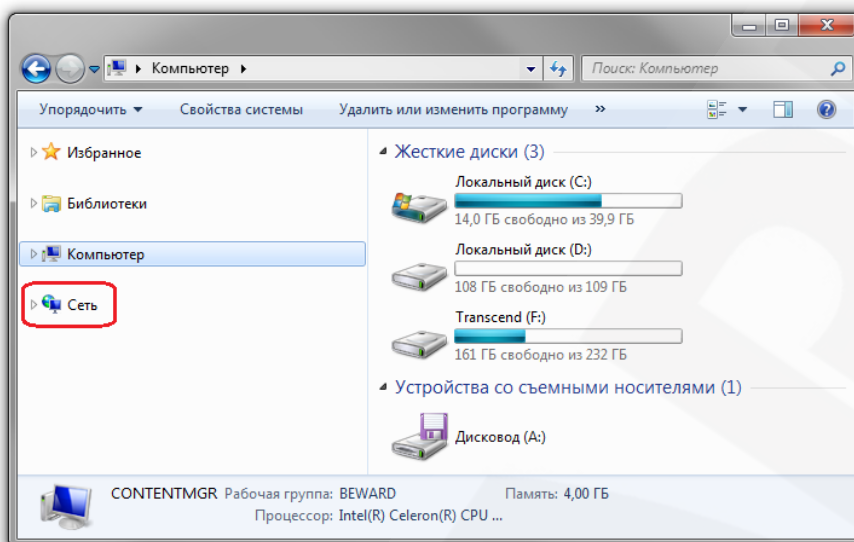 Компьютер
Поиск: Компьютер
Упорядочить Свойства системы Удалить или изменить программу »
Избранное
Библиотеки
Компьютер
Сеть
Жесткие диски (3)
Локальный диск (C:)
14,0 ГБ свободно из 39,9 ГБ
Локальный диск (D:)
108 ГБ свободно из 109 ГБ
Transcend (F:)
161 ГБ свободно из 232 ГБ
Устройства со съемными носителями (1)
Дисковод (A:)
CONTENTMGR Рабочая группа: BEWARD Память: 4,00 ГБ
Процессор: Intel(R) Celeron(R) CPU ...